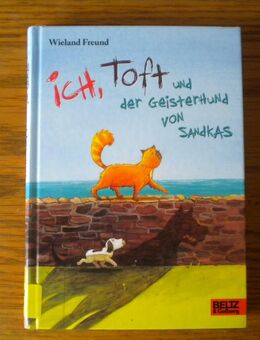 Wieland Freund
ich, Toft und
der Geisterhund
von
Sandkas
BELTZ
& Gelberg